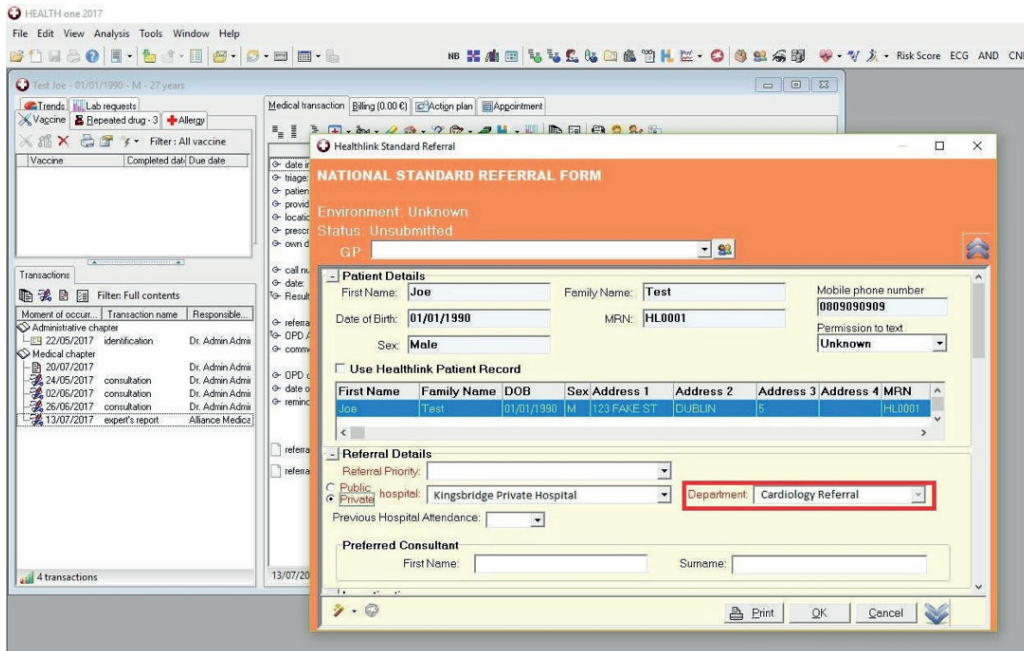 HEALTH one 2017
File Edit View Analysis Tools Window Help
NB Risk Score ECG AND
Test Joe - 01/01/1990 - M - 27 years
Trends Lab requests
Vaccine Repeated drug - 3 Allergy
Filter: All vaccine
Vaccine Completed dat Due date
Transactions
Filter: Full contents
Moment of occurr... Transaction name Responsible...
Administrative chapter
22/05/2017 identification Dr. Admin Admii
Medical chapter
20/07/2017 Dr. Admin Admii
24/05/2017 consultation Dr. Admin Admii
02/06/2017 consultation Dr. Admin Admii
26/06/2017 consultation Dr. Admin Admii
13/07/2017 expert's report Alliance Medica
4 transactions
Medical transaction Billing (0.00 €) Action plan Appointment
date in
triage:
patien
provid
locatio
prescr
own d
call nu
date:
Result
referra
OPD A
comme
OPD c
date o
remind
referra
referra
13/07/20
Healthlink Standard Referral
NATIONAL STANDARD REFERRAL FORM
Environment: Unknown
Status: Unsubmitted
GP:
Patient Details
First Name: Joe Family Name: Test Mobile phone number
0809090909
Date of Birth: 01/01/1990 MRN: HL0001
Permission to text
Sex: Male Unknown
Use Healthlink Patient Record
First Name Family Name DOB Sex Address 1 Address 2 Address 3 Address 4 MRN
Joe Test 01/01/1990 M 123 FAKE ST DUBLIN 5 HL0001
Referral Details
Referral Priority:
Public
Private hospital: Kingsbridge Private Hospital Department: Cardiology Referral
Previous Hospital Attendance:
Preferred Consultant
First Name: Surname:
Print OK Cancel